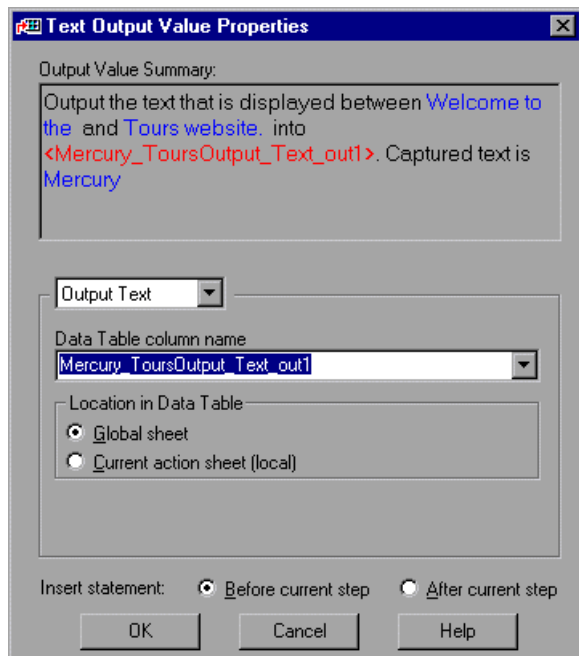 Text Output Value Properties
Output Value Summary:
Output the text that is displayed between Welcome to
the and Tours website. into
<Mercury_ToursOutput_Text_out1>. Captured text is
Mercury
Output Text
Data Table column name
Mercury_ToursOutput_Text_out1
Location in Data Table
Global sheet
Current action sheet (local)
Insert statement: Before current step After current step
OK Cancel Help